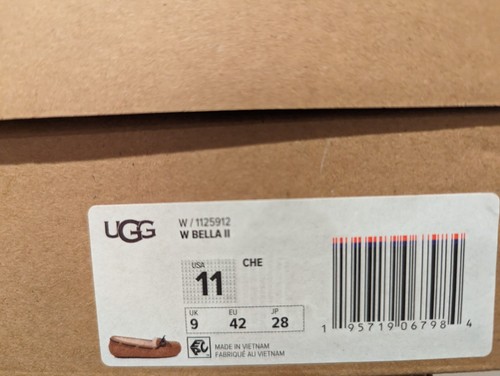 UGG
W / 1125912
W BELLA II
USA
11
CHE
UK EU JP
9 42 28
MADE IN VIETNAM
FABRIQUÉ AU VIETNAM
1 95719 06798 4